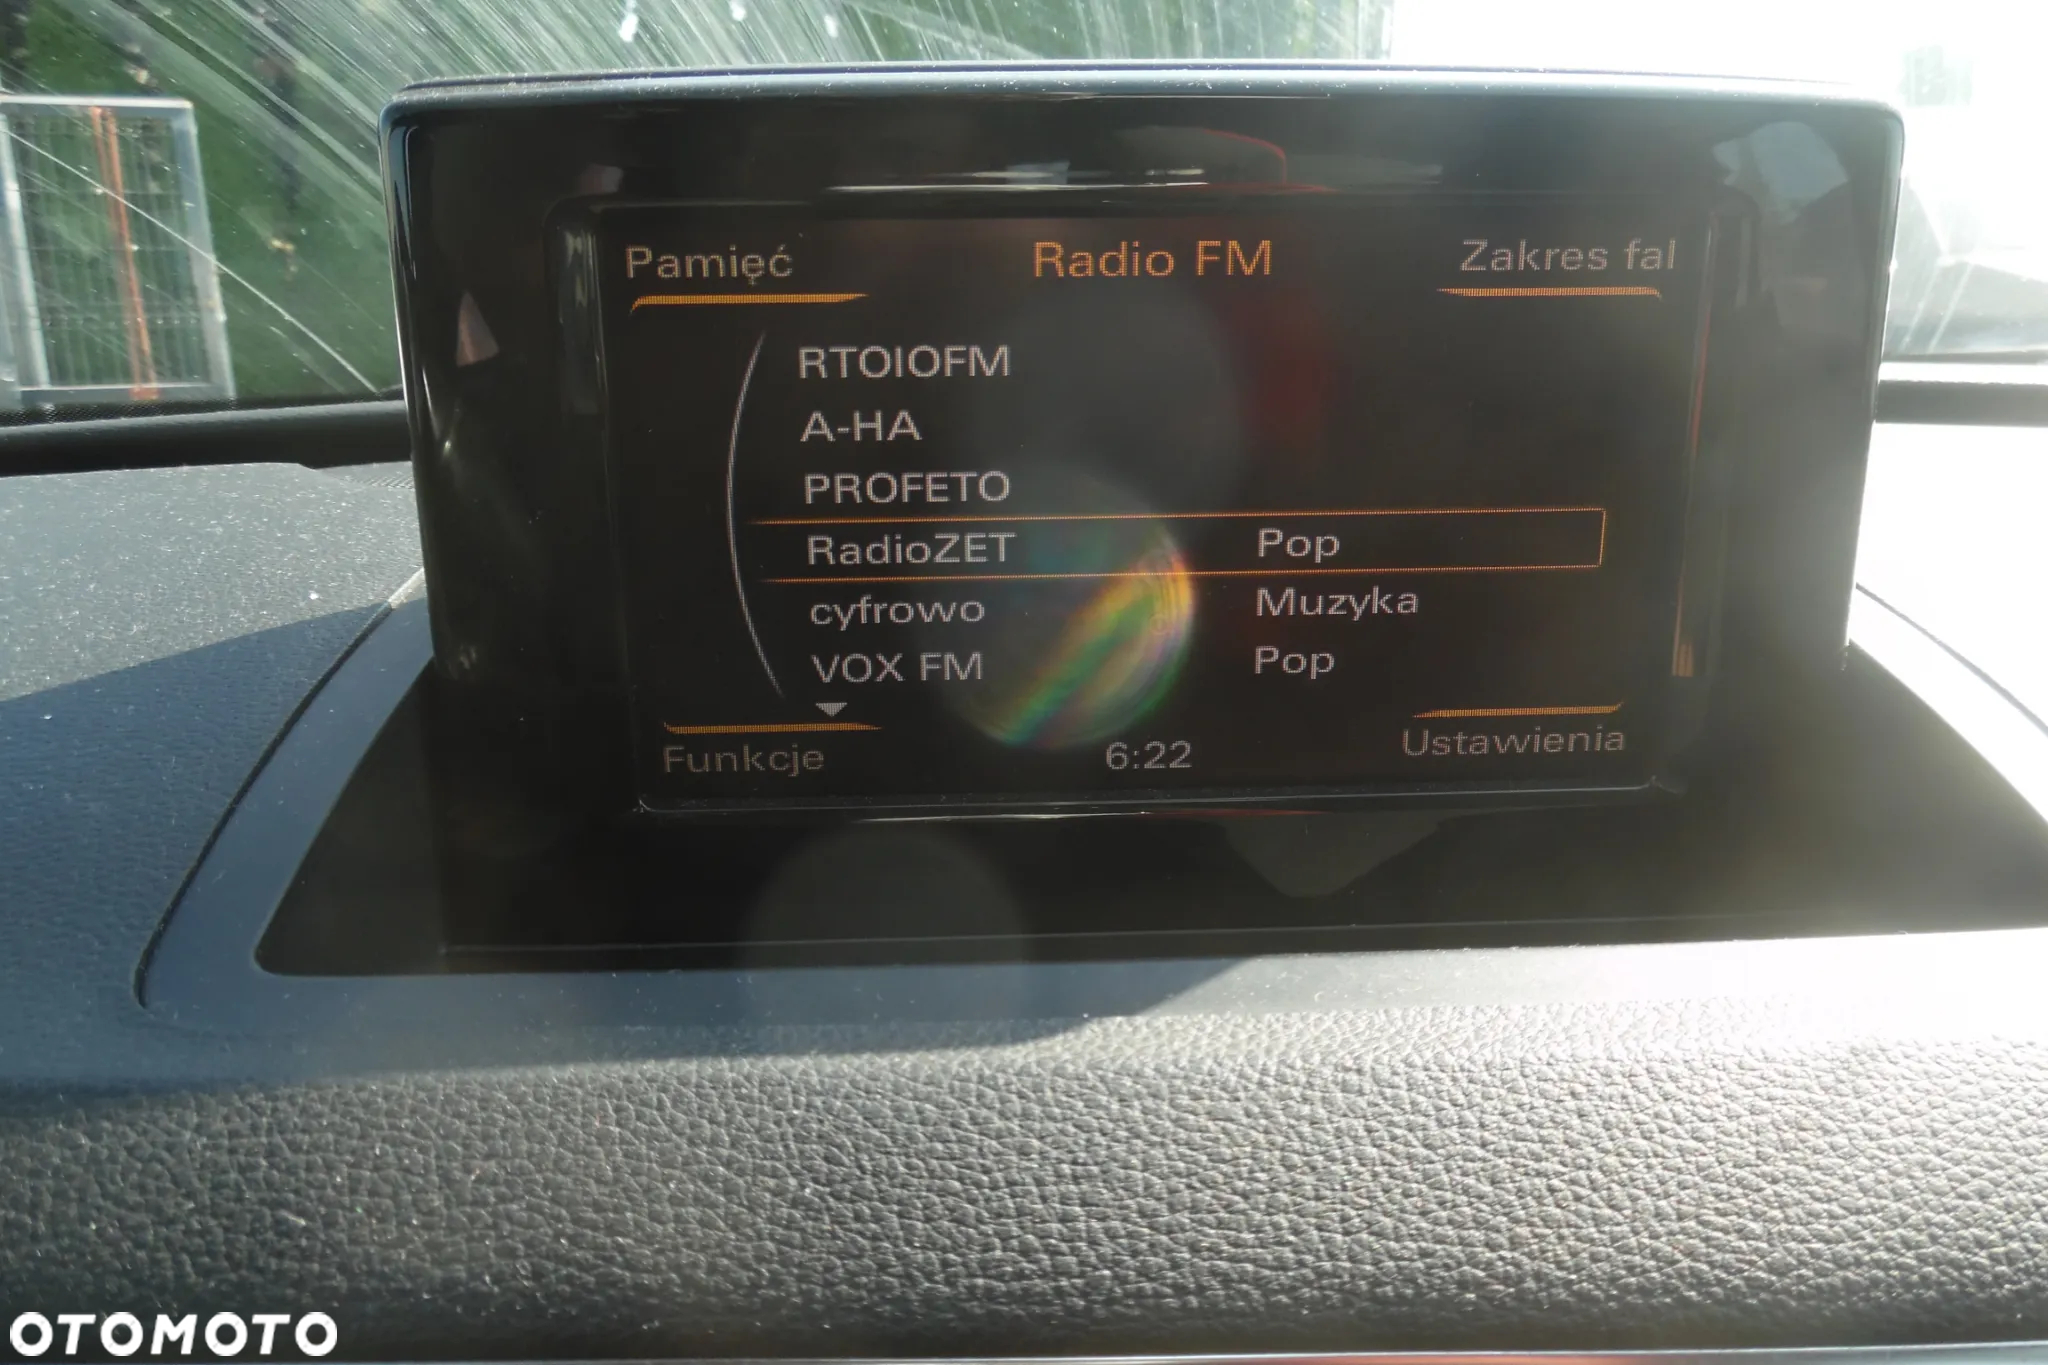 Pamięć Radio FM Zakres fal
RTOIOFM
A-HA
PROFETO
RadioZET Pop
cyfrowo Muzyka
VOX FM Pop
Funkcje 6:22 Ustawienia
OTOMOTO